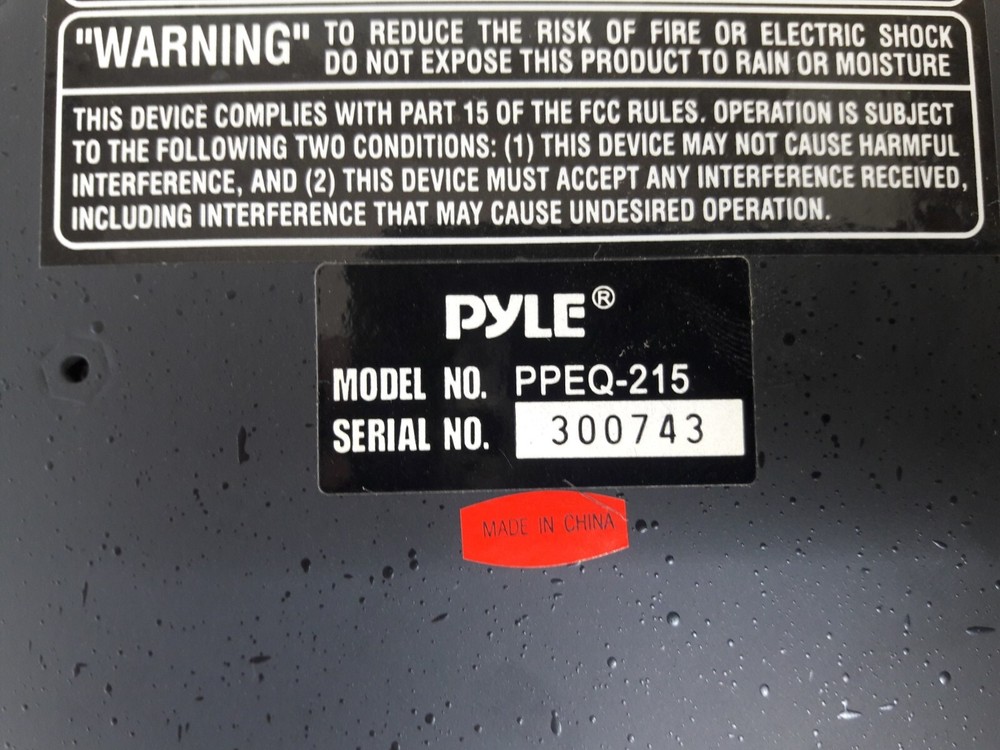 "WARNING" TO REDUCE THE RISK OF FIRE OR ELECTRIC SHOCK
DO NOT EXPOSE THIS PRODUCT TO RAIN OR MOISTURE
THIS DEVICE COMPLIES WITH PART 15 OF THE FCC RULES. OPERATION IS SUBJECT
TO THE FOLLOWING TWO CONDITIONS: (1) THIS DEVICE MAY NOT CAUSE HARMFUL
INTERFERENCE, AND (2) THIS DEVICE MUST ACCEPT ANY INTERFERENCE RECEIVED,
INCLUDING INTERFERENCE THAT MAY CAUSE UNDESIRED OPERATION.
PYLE®
MODEL NO. PPEQ-215
SERIAL NO. 300743
MADE IN CHINA